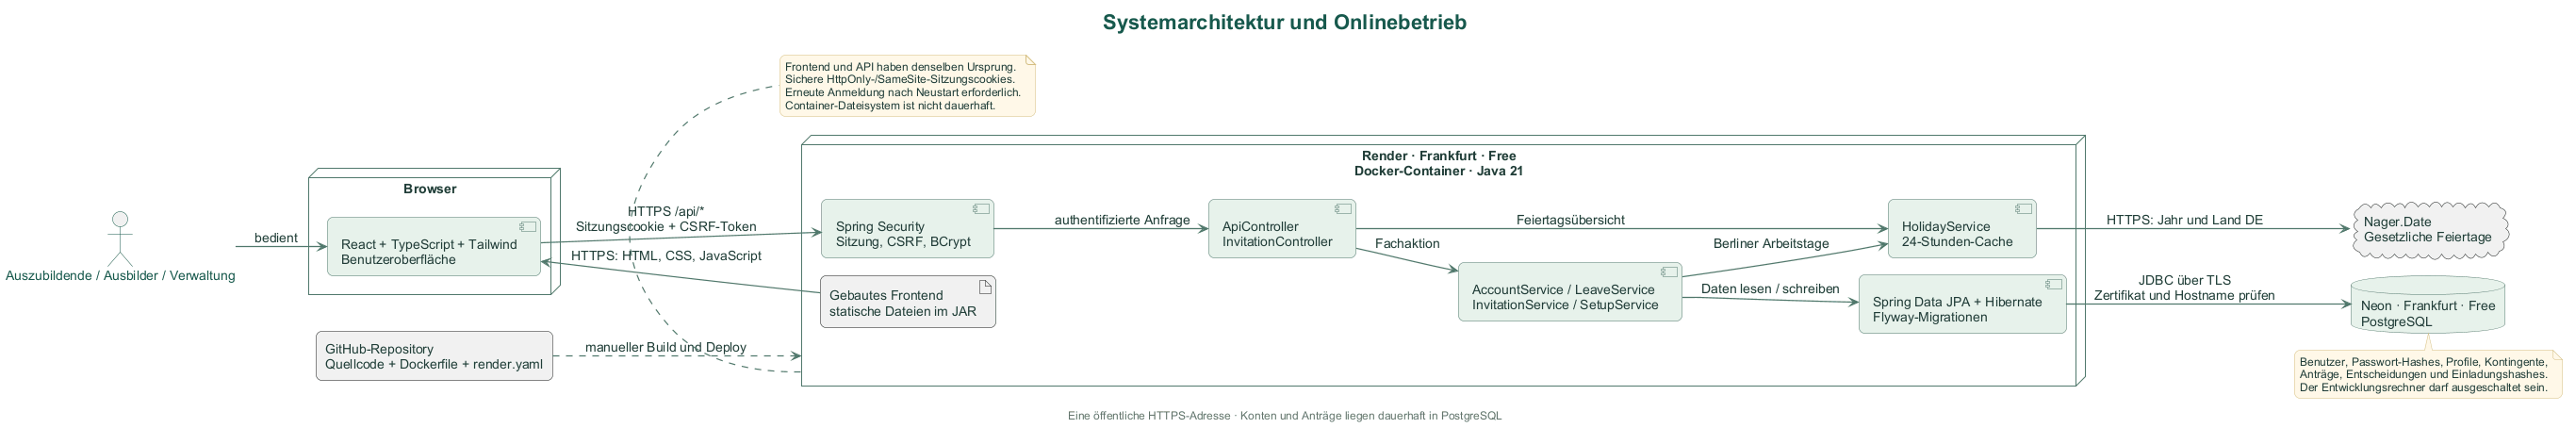 Systemarchitektur und Onlinebetrieb
Frontend und API haben denselben Ursprung.
Sichere HttpOnly-/SameSite-Sitzungscookies.
Erneute Anmeldung nach Neustart erforderlich.
Container-Dateisystem ist nicht dauerhaft.
Auszubildende / Ausbilder / Verwaltung
bedient
Browser
React + TypeScript + Tailwind
Benutzeroberfläche
HTTPS /api/*
Sitzungscookie + CSRF-Token
HTTPS: HTML, CSS, JavaScript
GitHub-Repository
Quellcode + Dockerfile + render.yaml
manueller Build und Deploy
Render · Frankfurt · Free
Docker-Container · Java 21
Spring Security
Sitzung, CSRF, BCrypt
Gebautes Frontend
statische Dateien im JAR
authentifizierte Anfrage
ApiController
InvitationController
Feiertagsübersicht
Fachaktion
AccountService / LeaveService
InvitationService / SetupService
Berliner Arbeitstage
Daten lesen / schreiben
HolidayService
24-Stunden-Cache
Spring Data JPA + Hibernate
Flyway-Migrationen
HTTPS: Jahr und Land DE
JDBC über TLS
Zertifikat und Hostname prüfen
Nager.Date
Gesetzliche Feiertage
Neon · Frankfurt · Free
PostgreSQL
Benutzer, Passwort-Hashes, Profile, Kontingente,
Anträge, Entscheidungen und Einladungshashes.
Der Entwicklungsrechner darf ausgeschaltet sein.
Eine öffentliche HTTPS-Adresse · Konten und Anträge liegen dauerhaft in PostgreSQL